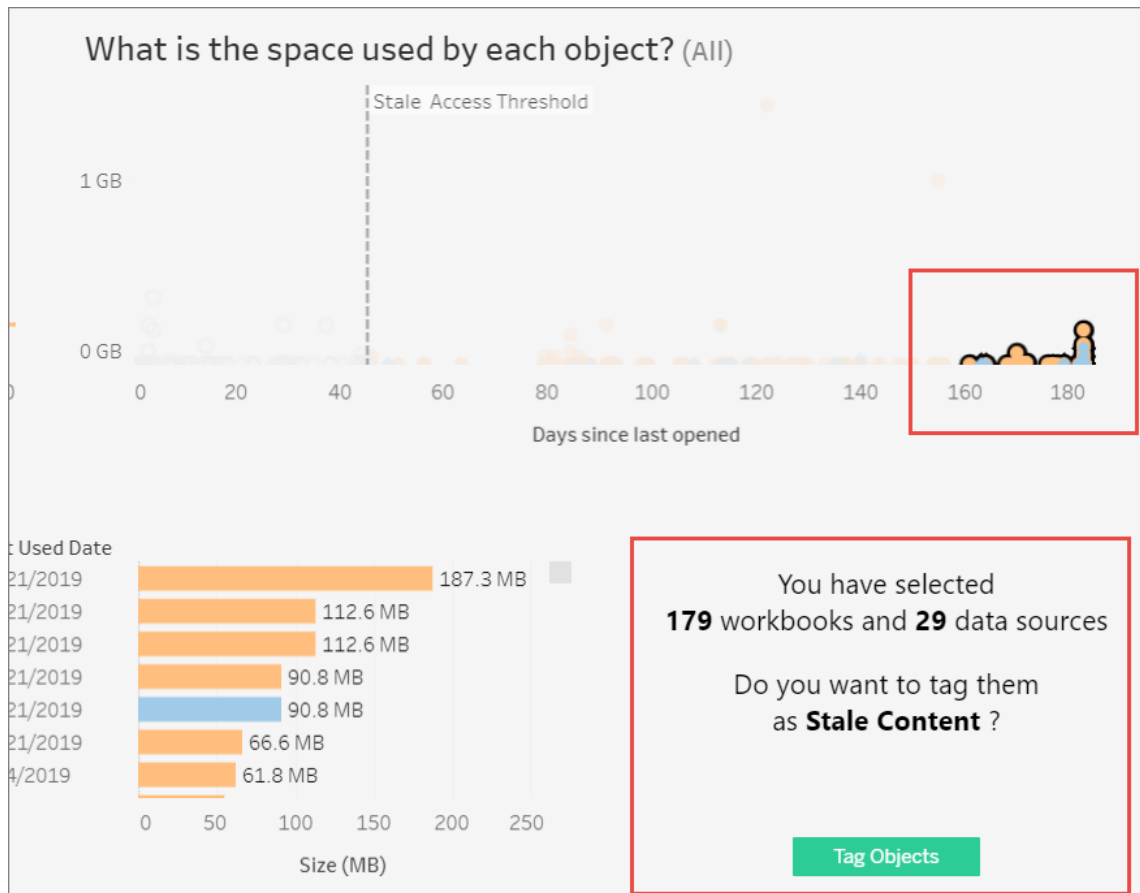 What is the space used by each object? (All)
Stale Access Threshold
1 GB
0 GB
0 20 40 60 80 100 120 140 160 180
Days since last opened
Used Date
21/2019 187.3 MB
21/2019 112.6 MB
21/2019 112.6 MB
21/2019 90.8 MB
21/2019 90.8 MB
21/2019 66.6 MB
4/2019 61.8 MB
0 50 100 150 200 250
Size (MB)
You have selected
179 workbooks and 29 data sources
Do you want to tag them
as Stale Content ?
Tag Objects